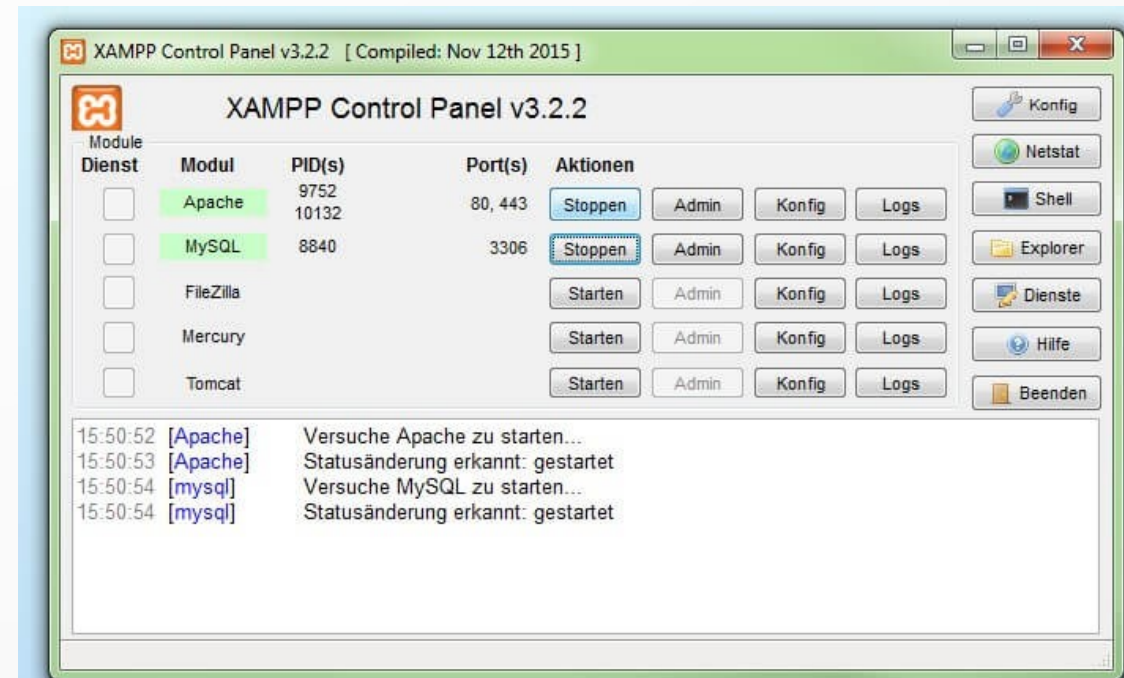 XAMPP Control Panel v3.2.2 [ Compiled: Nov 12th 2015 ]
XAMPP Control Panel v3.2.2
Konfig
Module
Dienst Modul PID(s) Port(s) Aktionen
Netstat
Apache 9752 10132 80, 443 Stoppen Admin Konfig Logs
Shell
MySQL 8840 3306 Stoppen Admin Konfig Logs
Explorer
FileZilla Starten Admin Konfig Logs
Dienste
Mercury Starten Admin Konfig Logs
Hilfe
Tomcat Starten Admin Konfig Logs
Beenden
15:50:52 [Apache] Versuche Apache zu starten...
15:50:53 [Apache] Statusänderung erkannt: gestartet
15:50:54 [mysql] Versuche MySQL zu starten...
15:50:54 [mysql] Statusänderung erkannt: gestartet